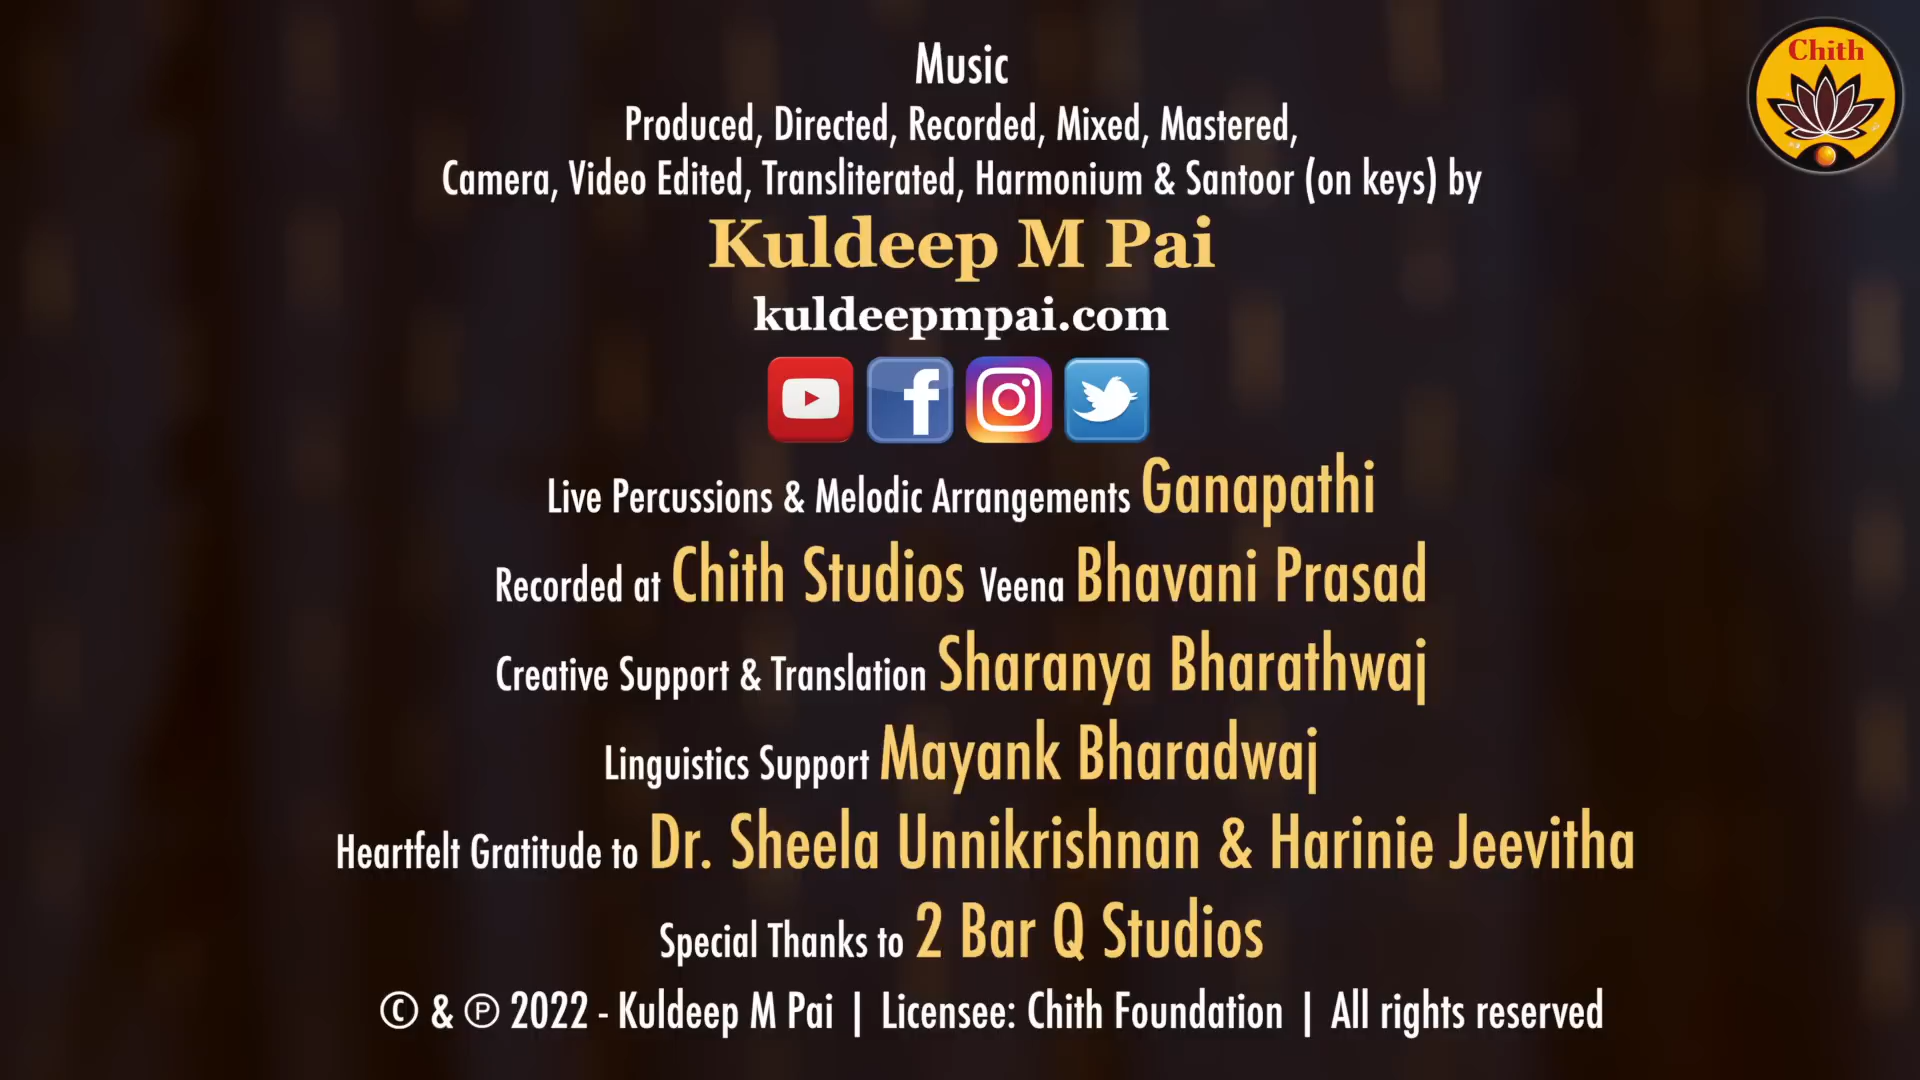 Chith
Music
Produced, Directed, Recorded, Mixed, Mastered,
Camera, Video Edited, Transliterated, Harmonium & Santoor (on keys) by
Kuldeep M Pai
kuldeepmpai.com
f
Live Percussions & Melodic Arrangements Ganapathi
Recorded at Chith Studios Veena Bhavani Prasad
Creative Support & Translation Sharanya Bharathwaj
Linguistics Support Mayank Bharadwaj
Heartfelt Gratitude to Dr. Sheela Unnikrishnan & Harinie Jeevitha
Special Thanks to 2 Bar Q Studios
© & ℗ 2022 - Kuldeep M Pai | Licensee: Chith Foundation | All rights reserved